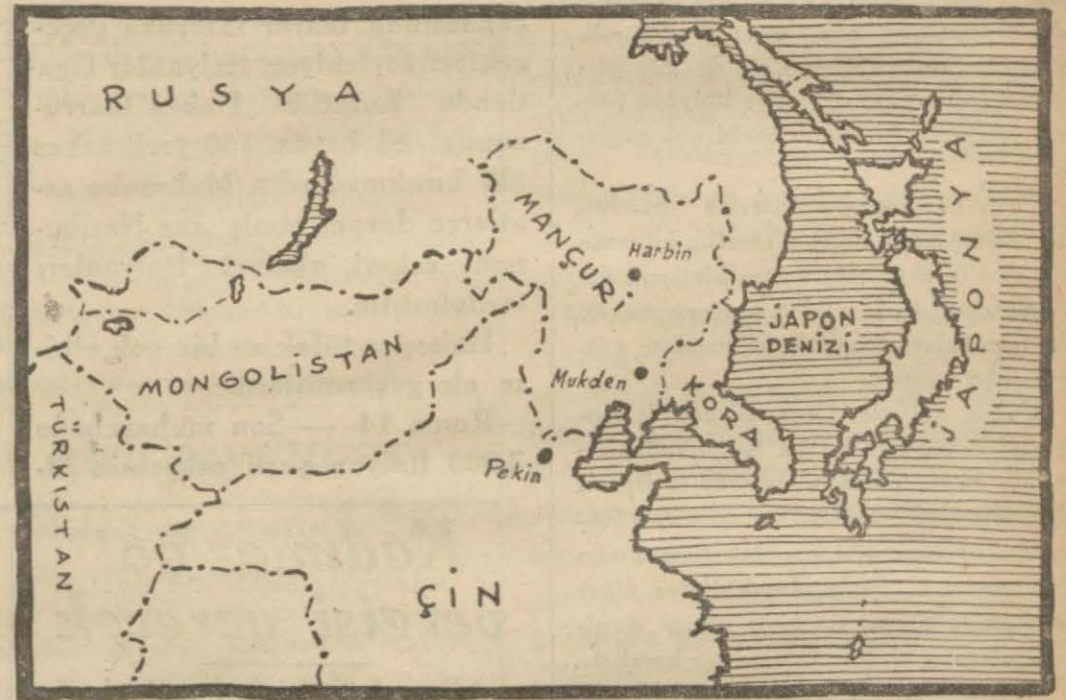 RUSYA
MANÇURİ
Harbin
JAPONYA
JAPON
DENİZİ
MONGOLİSTAN
Mukden
KORA
TÜRKİSTAN
Pekin
ÇİN